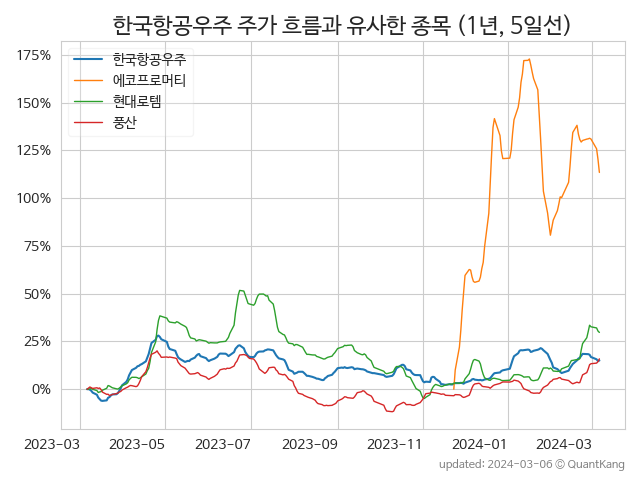 한국항공우주 주가 흐름과 유사한 종목 (1년, 5일선)
한국항공우주
에코프로머티
현대로템
풍산
175%
150%
125%
100%
75%
50%
25%
0%
2023-03 2023-05 2023-07 2023-09 2023-11 2024-01 2024-03
updated: 2024-03-06 © QuantKang